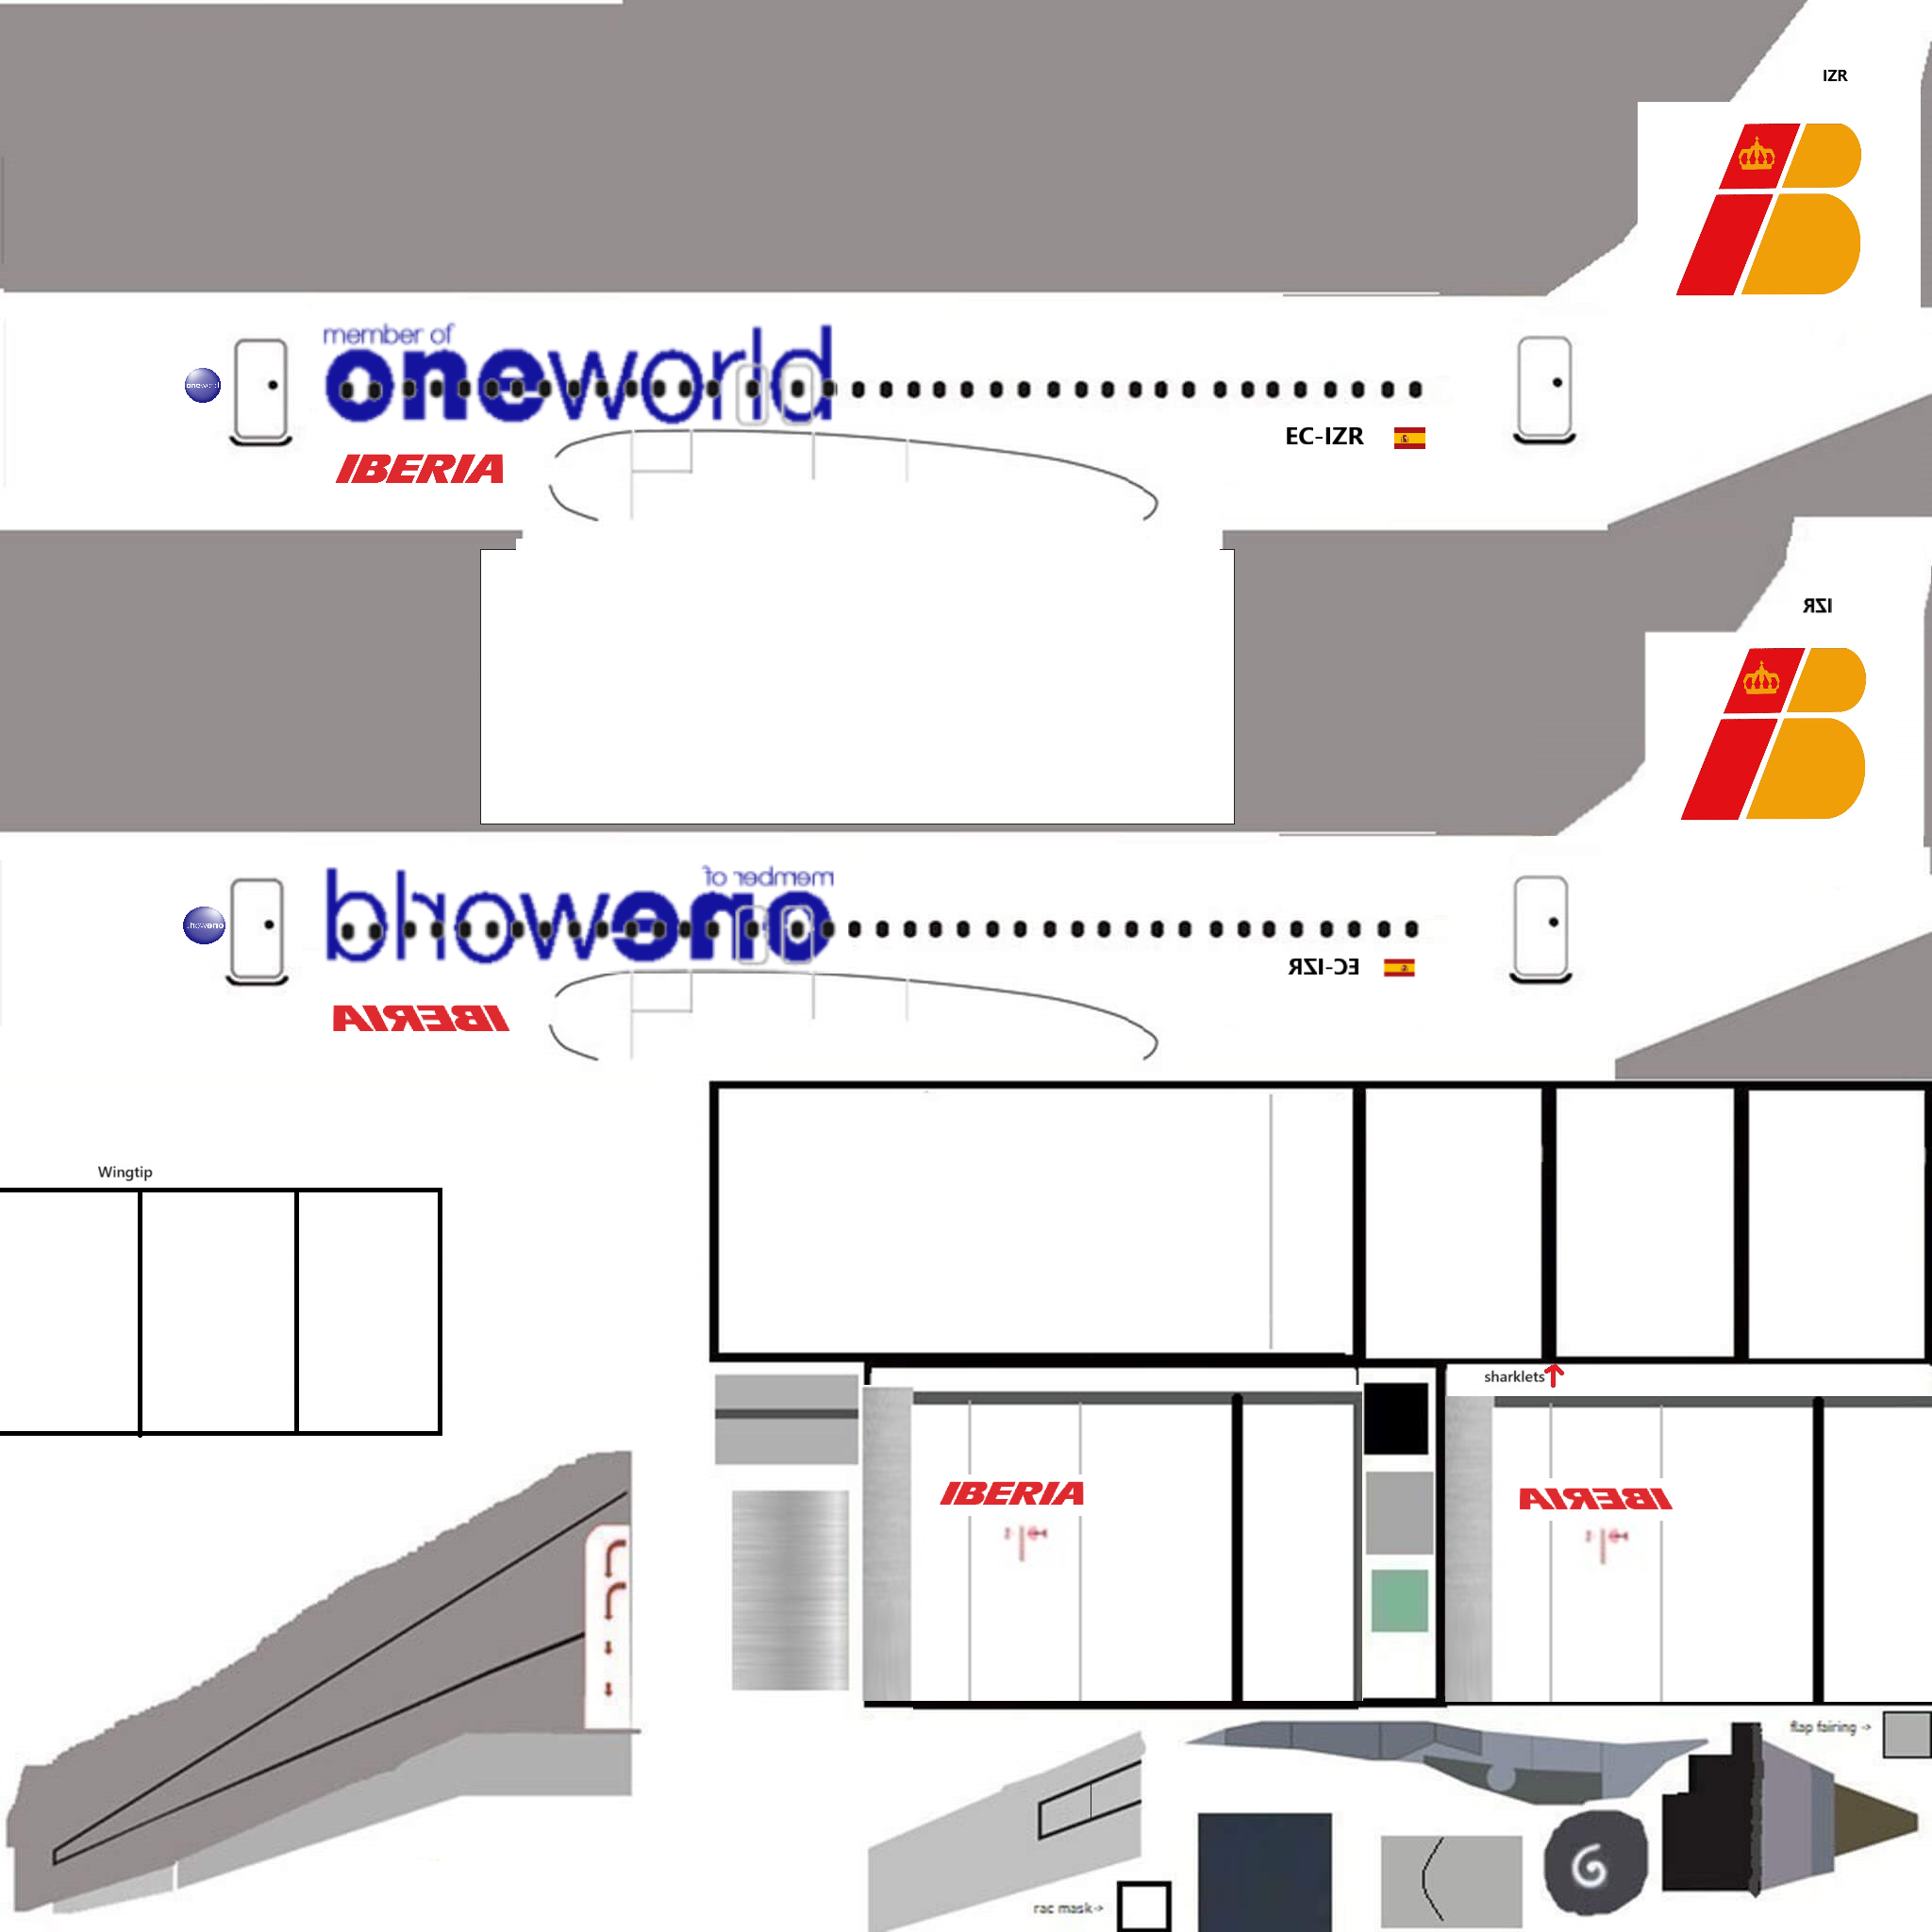 IZR
member of
oneworld
oneworld
EC-IZR
IBERIA
IZR
member of
oneworld
EC-IZR
IBERIA
Wingtip
sharklets
IBERIA
IBERIA
flap fairing ->
rac mask->